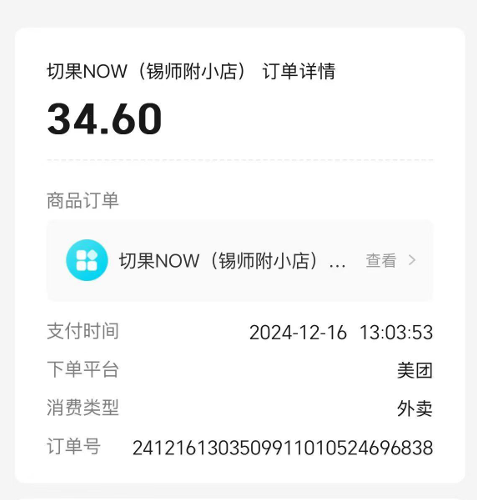 切果NOW（锡师附小店） 订单详情
34.60
商品订单
切果NOW（锡师附小店）... 查看
支付时间 2024-12-16 13:03:53
下单平台 美团
消费类型 外卖
订单号 2412161303509911010524696838